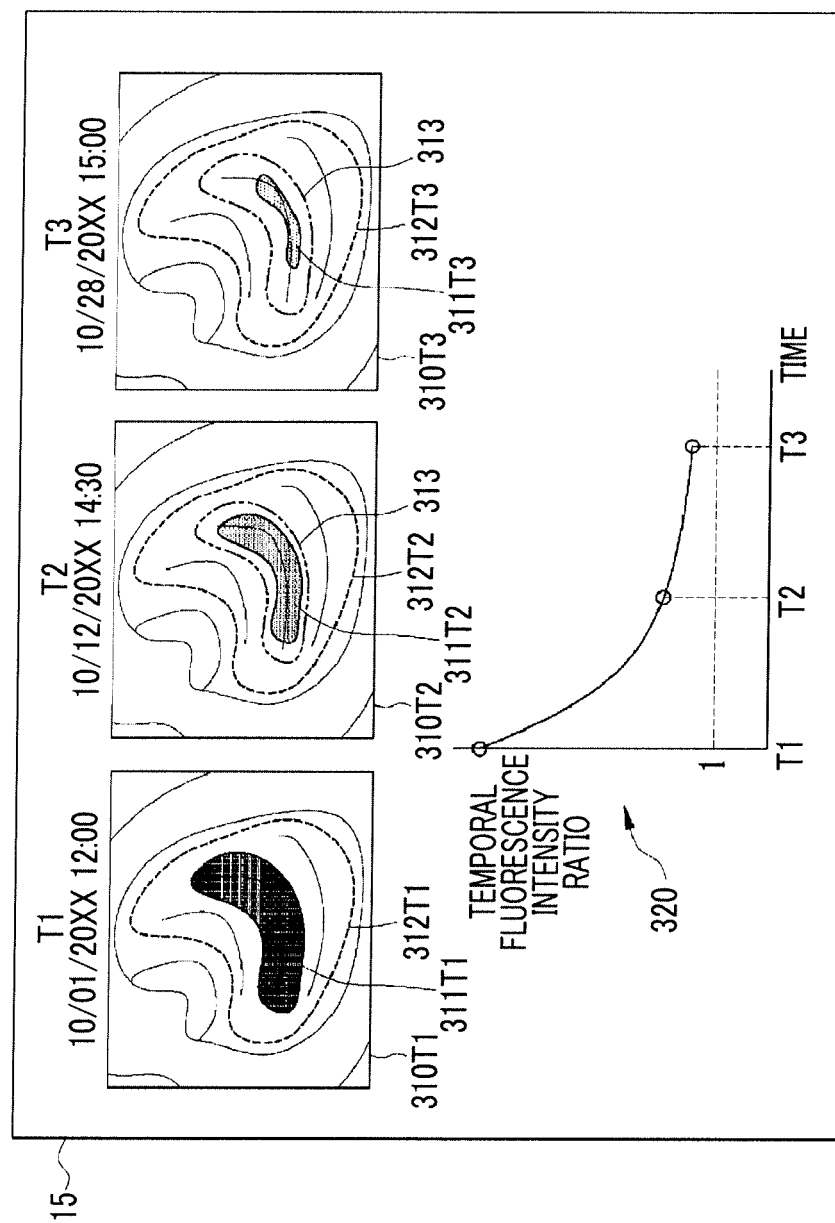 15
T1
10/01/20XX 12:00
310T1
311T1
312T1
T2
10/12/20XX 14:30
310T2
311T2
312T2
313
T3
10/28/20XX 15:00
310T3
311T3
312T3
313
TEMPORAL
FLUORESCENCE
INTENSITY
RATIO
320
1
T1
T2
T3
TIME